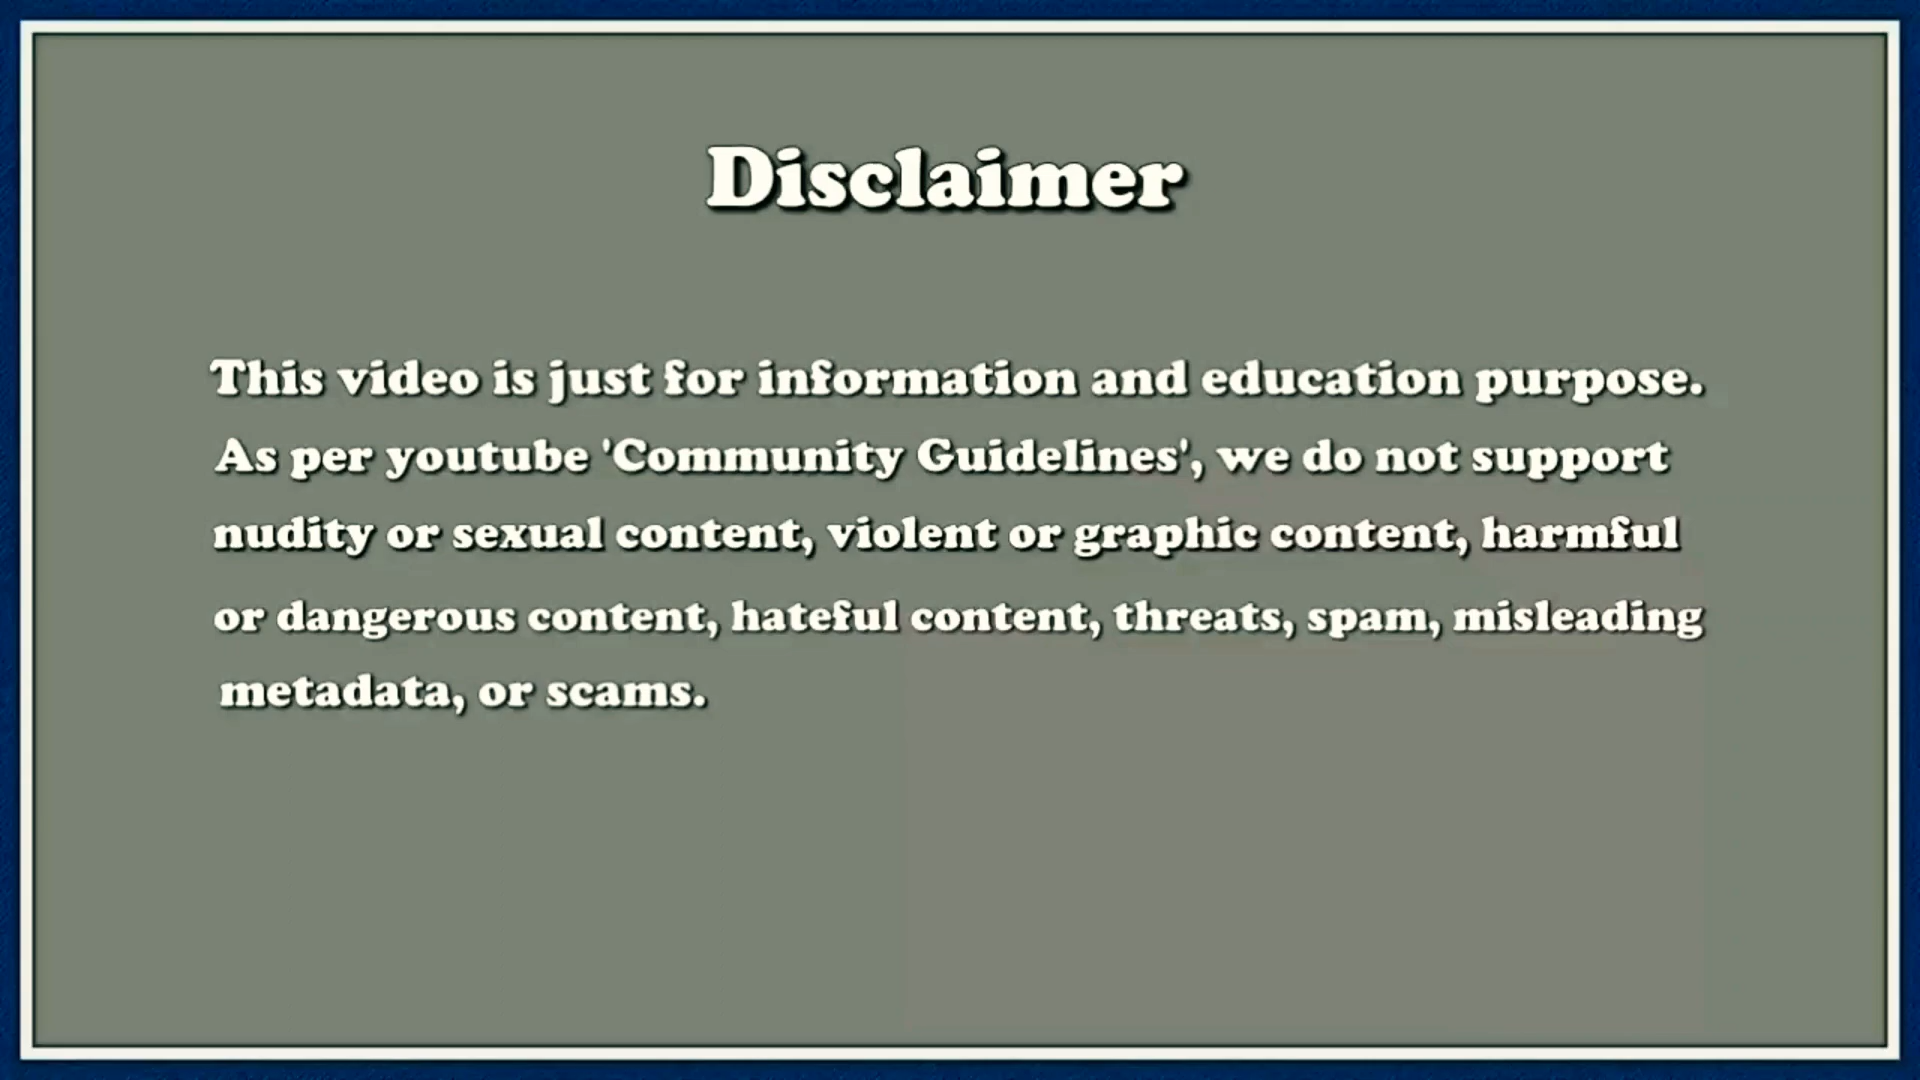 Disclaimer
This video is just for information and education purpose.
As per youtube 'Community Guidelines', we do not support
nudity or sexual content, violent or graphic content, harmful
or dangerous content, hateful content, threats, spam, misleading
metadata, or scams.